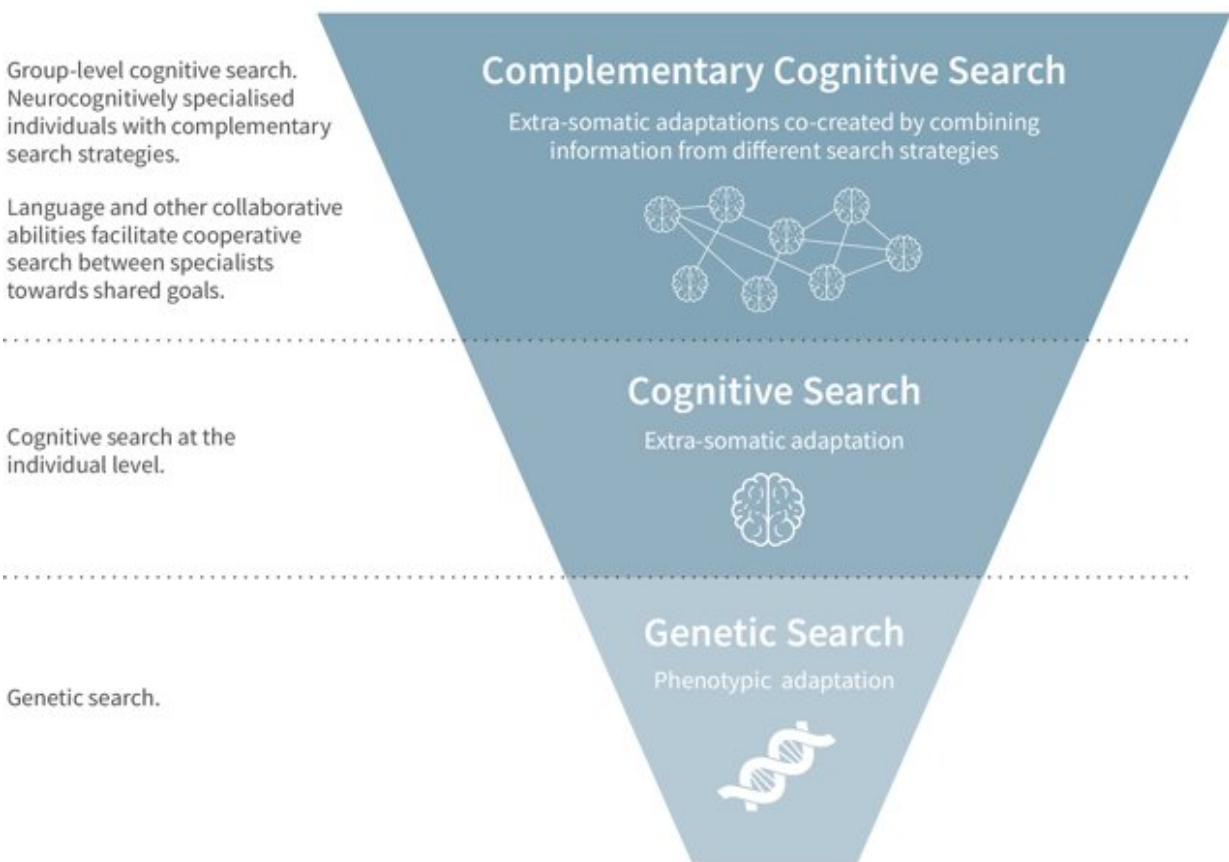 Group-level cognitive search.
Neurocognitively specialised
individuals with complementary
search strategies.
Language and other collaborative
abilities facilitate cooperative
search between specialists
towards shared goals.
Complementary Cognitive Search
Extra-somatic adaptations co-created by combining
information from different search strategies
Cognitive search at the
individual level.
Cognitive Search
Extra-somatic adaptation
Genetic search.
Genetic Search
Phenotypic adaptation